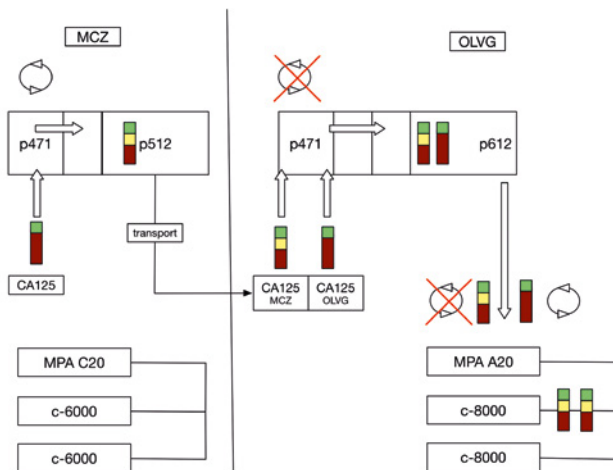 MCZ
OLVG
p471
p512
p471
p612
transport
CA125
CA125
MCZ
CA125
OLVG
MPA C20
c-6000
c-6000
MPA A20
c-8000
c-8000